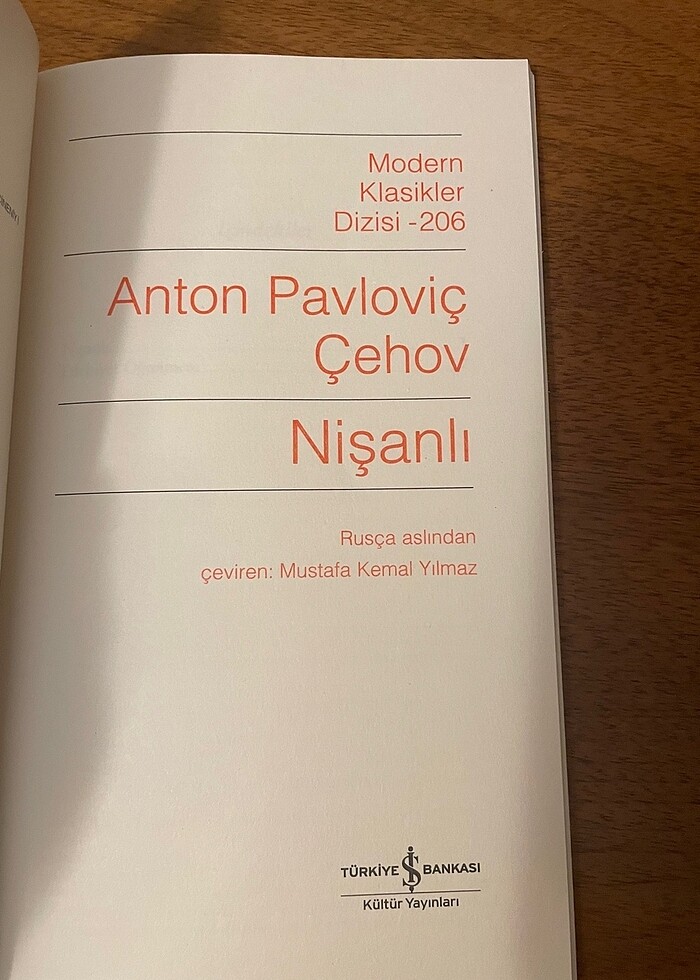 Modern
Klasikler
Dizisi -206
Anton Pavloviç
Çehov
Nişanlı
Rusça aslından
çeviren: Mustafa Kemal Yılmaz
TÜRKİYE İŞ BANKASI
Kültür Yayınları